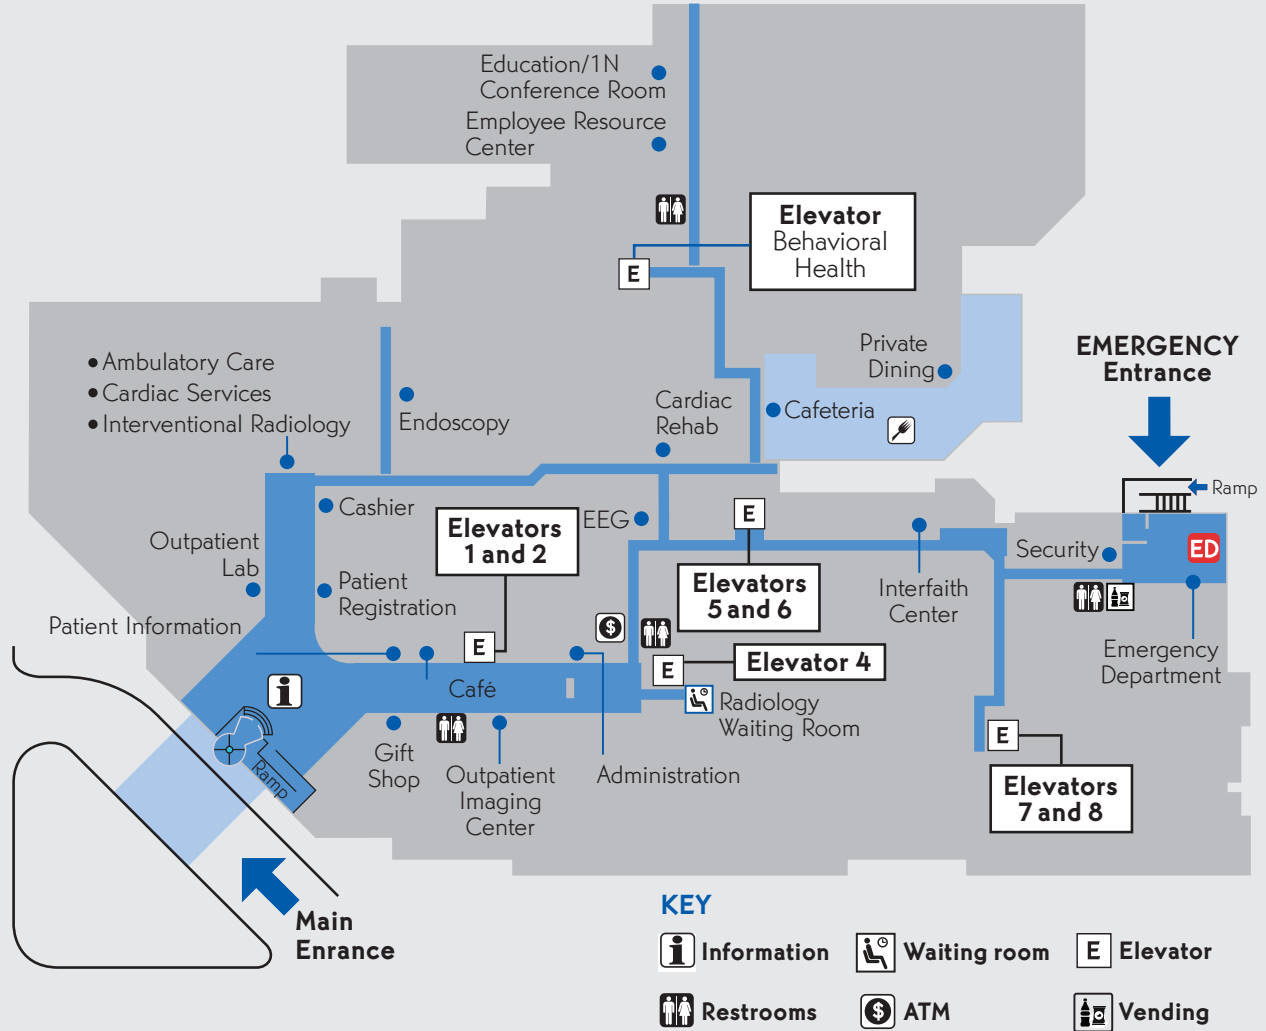 Education/1N
Conference Room
Employee Resource
Center
Elevator
Behavioral
Health
E
• Ambulatory Care
• Cardiac Services
• Interventional Radiology
Endoscopy
Cardiac
Rehab
Private
Dining
Cafeteria
EMERGENCY
Entrance
Ramp
Cashier
Elevators
1 and 2
EEG
E
Elevators
5 and 6
Interfaith
Center
Security
ED
Outpatient
Lab
Patient
Registration
Patient Information
E
$
E
Elevator 4
Emergency
Department
i
Café
Radiology
Waiting Room
Ramp
Gift
Shop
Outpatient
Imaging
Center
Administration
E
Elevators
7 and 8
Main
Enrance
KEY
i Information
Waiting room
E Elevator
Restrooms
$ ATM
Vending